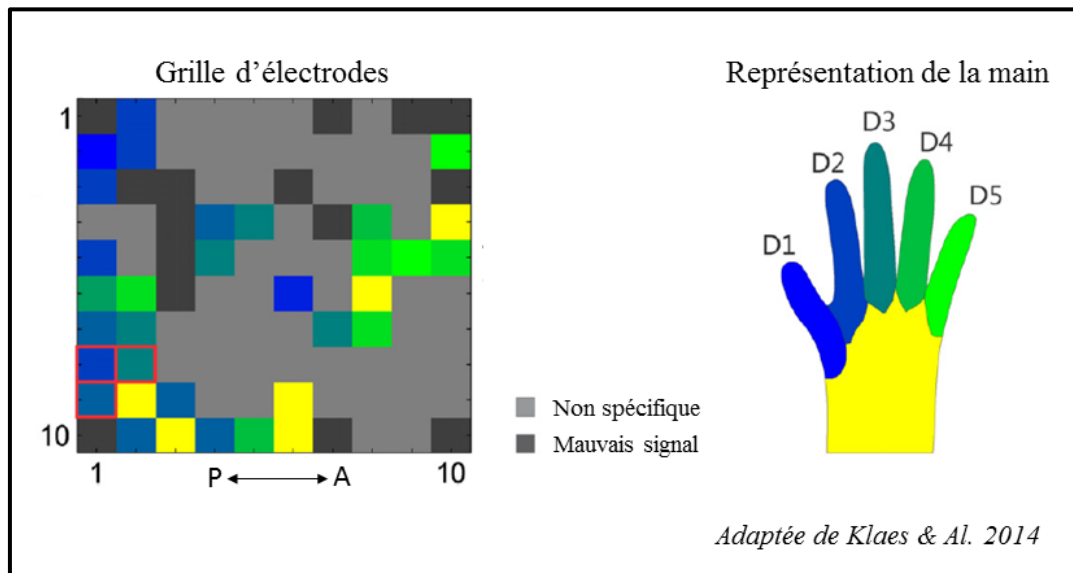 Grille d'électrodes
Représentation de la main
1
10
1
10
P
A
Non spécifique
Mauvais signal
D1
D2
D3
D4
D5
Adaptée de Klaes & Al. 2014